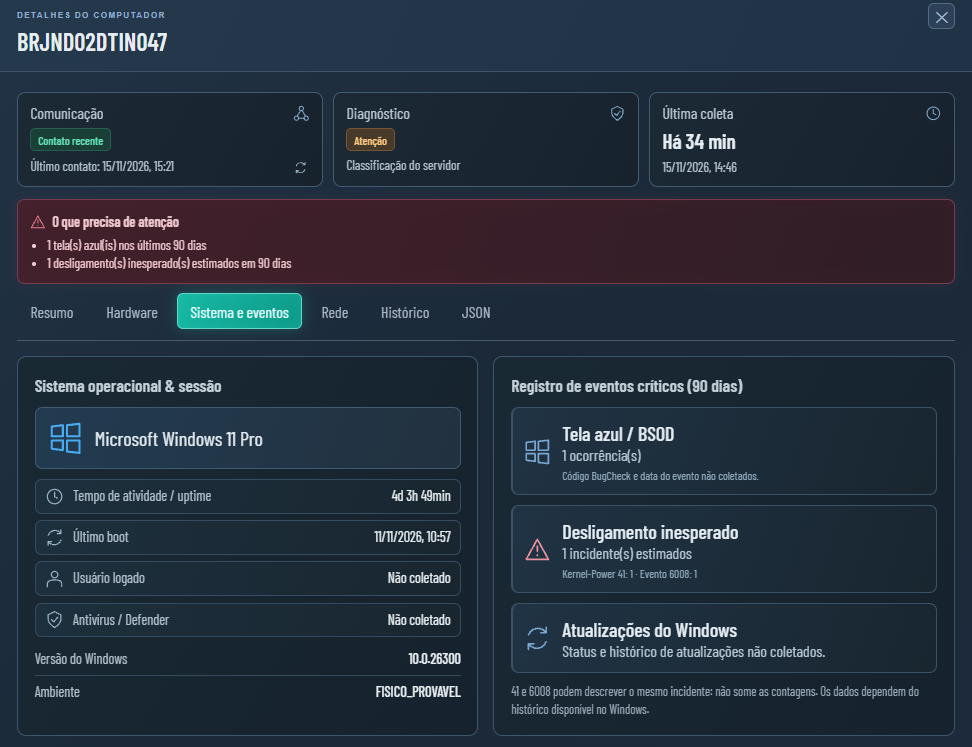 DETALHES DO COMPUTADOR
BRJND02DTIN047
Comunicação
Contato recente
Último contato: 15/11/2026, 15:21
Diagnóstico
Atenção
Classificação do servidor
Última coleta
Há 34 min
15/11/2026, 14:46
O que precisa de atenção
• 1 tela(s) azul(is) nos últimos 90 dias
• 1 desligamento(s) inesperado(s) estimados em 90 dias
Resumo
Hardware
Sistema e eventos
Rede
Histórico
JSON
Sistema operacional & sessão
Microsoft Windows 11 Pro
Tempo de atividade / uptime
4d 3h 49min
Último boot
11/11/2026, 10:57
Usuário logado
Não coletado
Antivírus / Defender
Não coletado
Versão do Windows
10.0.26300
Ambiente
FISICO_PROVAVEL
Registro de eventos críticos (90 dias)
Tela azul / BSOD
1 ocorrência(s)
Código BugCheck e data do evento não coletados.
Desligamento inesperado
1 incidente(s) estimados
Kernel-Power 41: 1 · Evento 6008: 1
Atualizações do Windows
Status e histórico de atualizações não coletados.
41 e 6008 podem descrever o mesmo incidente: não some as contagens. Os dados dependem do
histórico disponível no Windows.